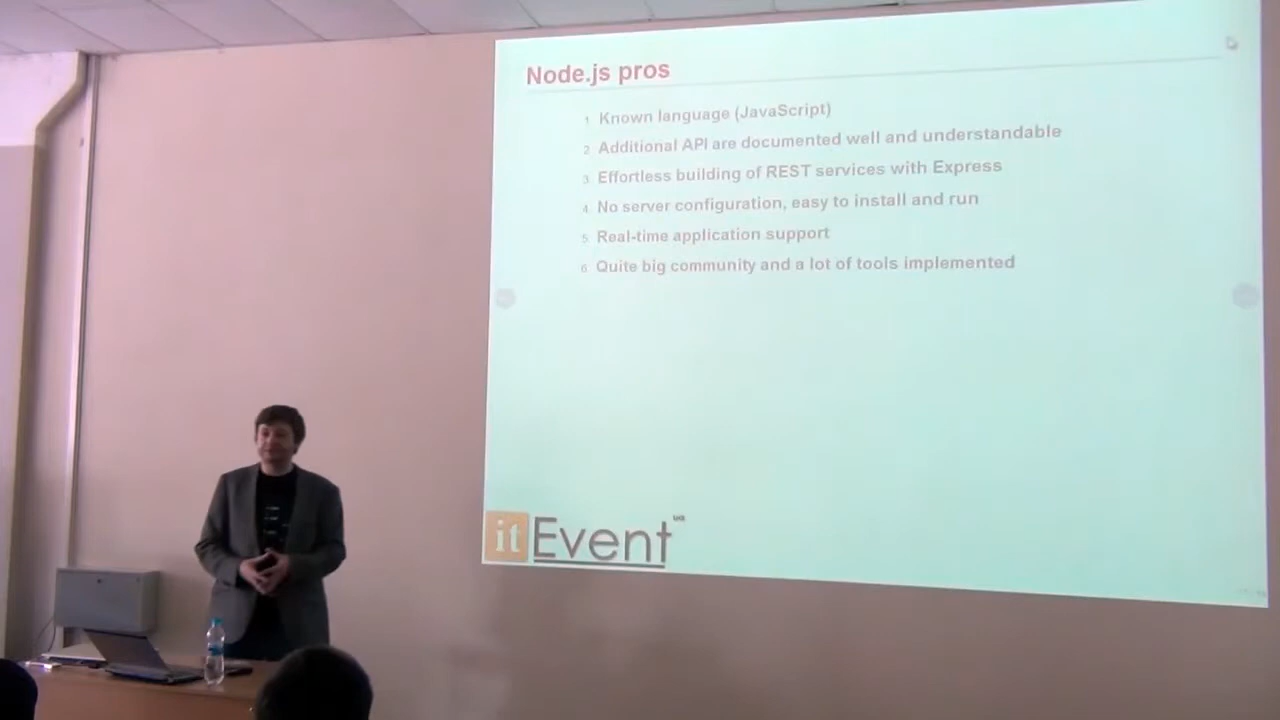 Node.js pros
1 Known language (JavaScript)
2 Additional API are documented well and understandable
3 Effortless building of REST services with Express
4 No server configuration, easy to install and run
5 Real-time application support
6 Quite big community and a lot of tools implemented
it Event